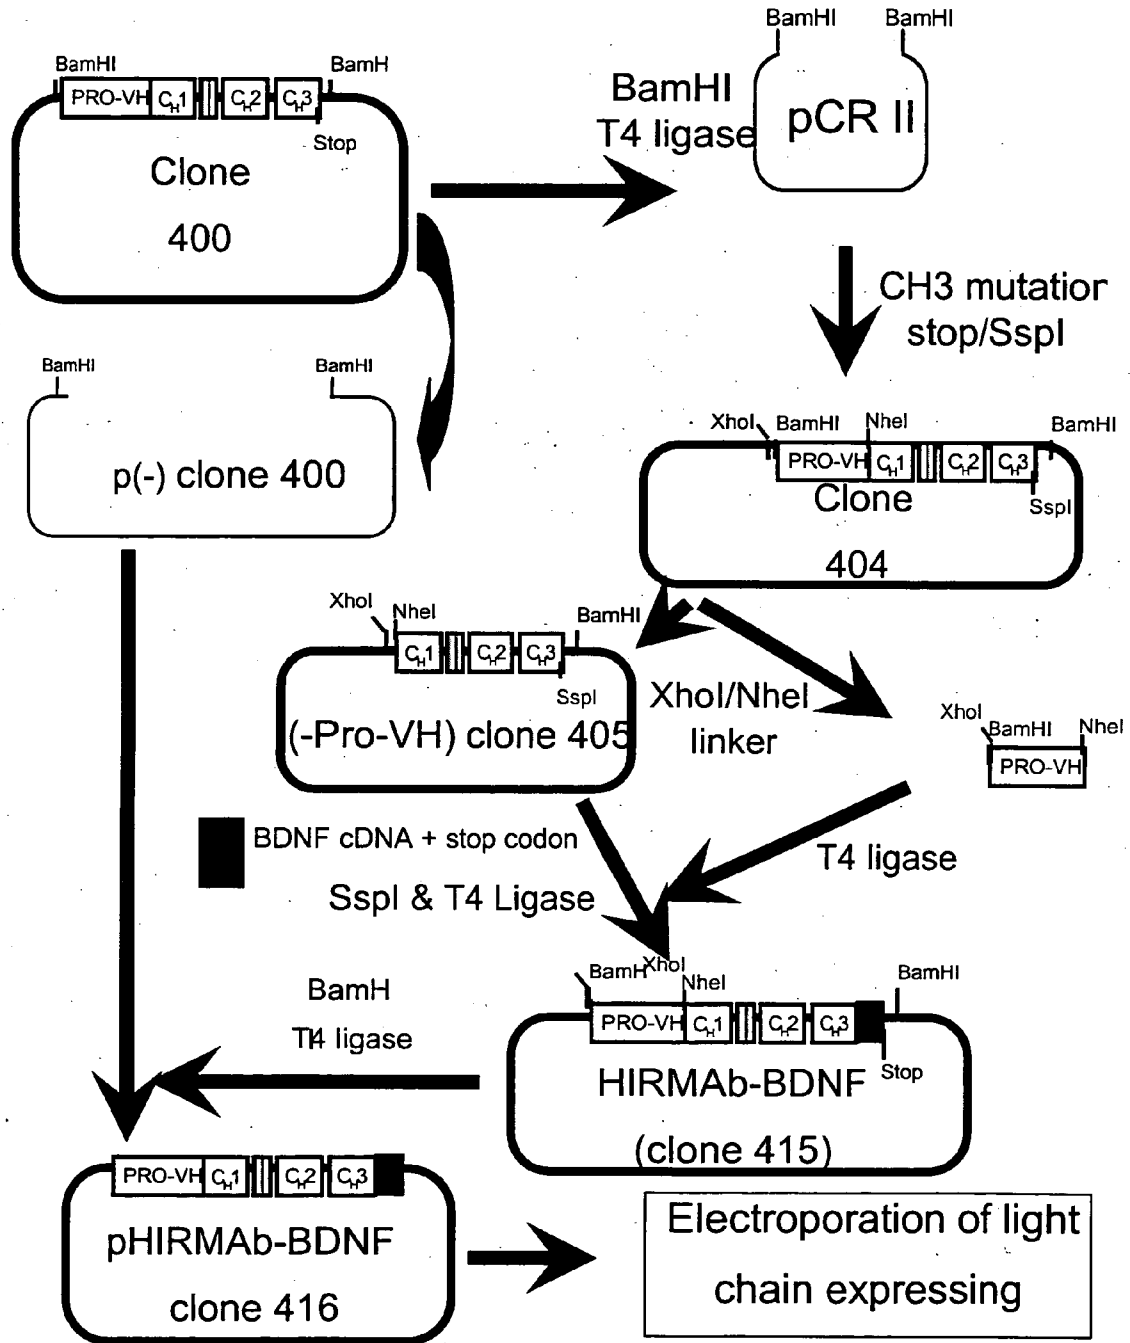 BamHI
BamHI
BamHI
BamH
PRO-VH
CH1
CH2
CH3
Stop
Clone
400
BamHI
T4 ligase
pCR II
CH3 mutatior
stop/SspI
BamHI
BamHI
p(-) clone 400
XhoI
BamHI
NheI
BamHI
PRO-VH
CH1
CH2
CH3
SspI
Clone
404
XhoI
NheI
BamHI
CH1
CH2
CH3
SspI
(-Pro-VH) clone 405
XhoI/NheI
linker
XhoI
BamHI
NheI
PRO-VH
BDNF cDNA + stop codon
SspI & T4 Ligase
T4 ligase
BamH
XhoI
NheI
BamHI
PRO-VH
CH1
CH2
CH3
Stop
HIRMAb-BDNF
(clone 415)
BamH
T4 ligase
PRO-VH
CH1
CH2
CH3
pHIRMAb-BDNF
clone 416
Electroporation of light
chain expressing